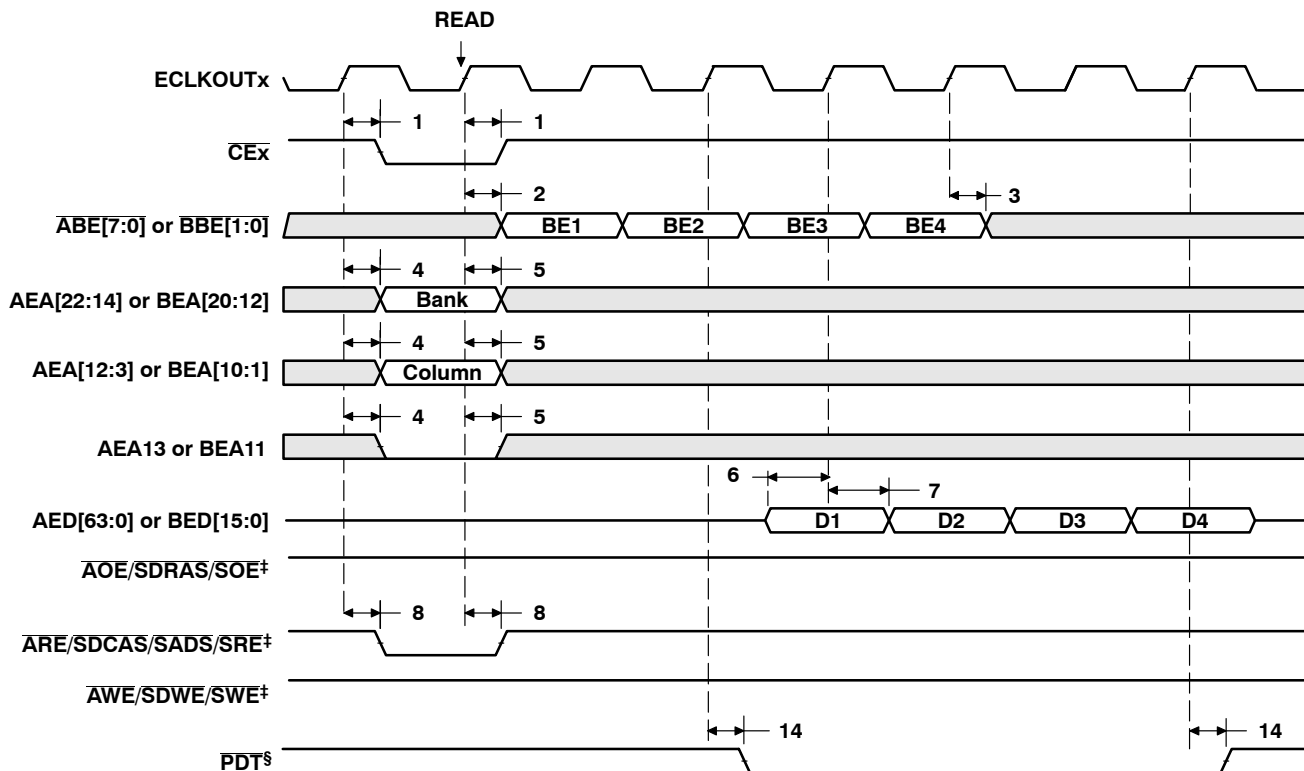 READ
ECLKOUTx
1 1
CEx
2 3
ABE[7:0] or BBE[1:0] BE1 BE2 BE3 BE4
4 5
AEA[22:14] or BEA[20:12] Bank
4 5
AEA[12:3] or BEA[10:1] Column
4 5
AEA13 or BEA11
6 7
AED[63:0] or BED[15:0] D1 D2 D3 D4
AOE/SDRAS/SOE‡
8 8
ARE/SDCAS/SADS/SRE‡
AWE/SDWE/SWE‡
14 14
PDT§